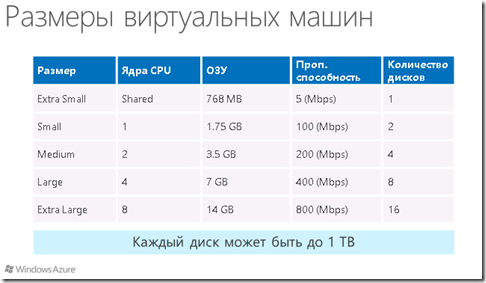 Размеры виртуальных машин
Размер Ядра CPU ОЗУ Проп. способность Количество дисков
Extra Small Shared 768 MB 5 (Mbps) 1
Small 1 1.75 GB 100 (Mbps) 2
Medium 2 3.5 GB 200 (Mbps) 4
Large 4 7 GB 400 (Mbps) 8
Extra Large 8 14 GB 800 (Mbps) 16
Каждый диск может быть до 1 TB
Windows Azure